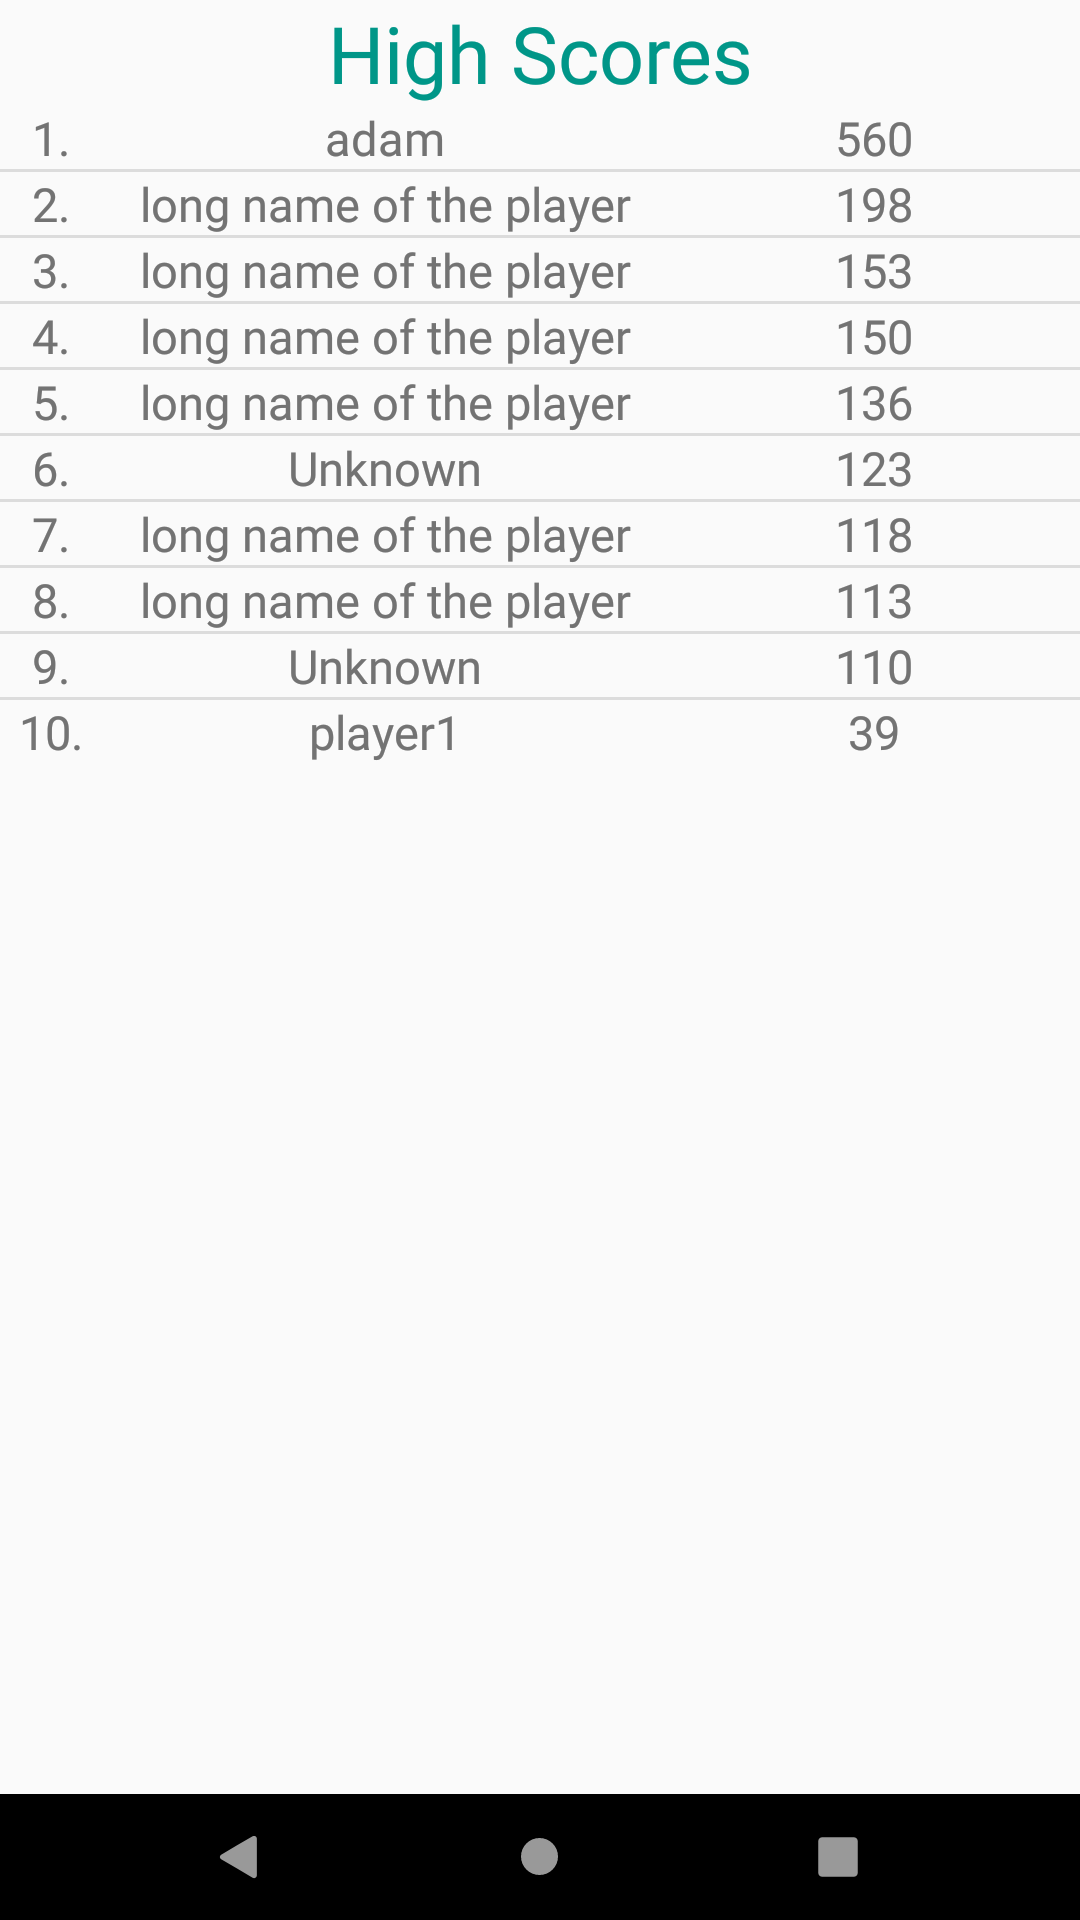 High Scores
1. adam 560
2. long name of the player 198
3. long name of the player 153
4. long name of the player 150
5. long name of the player 136
6. Unknown 123
7. long name of the player 118
8. long name of the player 113
9. Unknown 110
10. player1 39